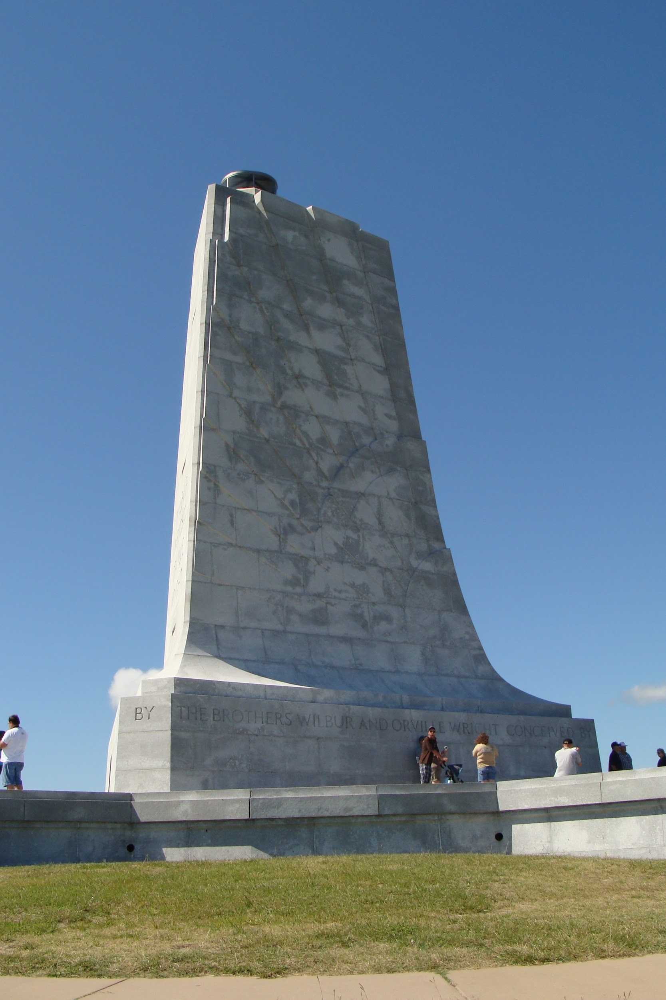 BY THE BROTHERS WILBUR AND ORVILLE WRIGHT CONCEIVED BY